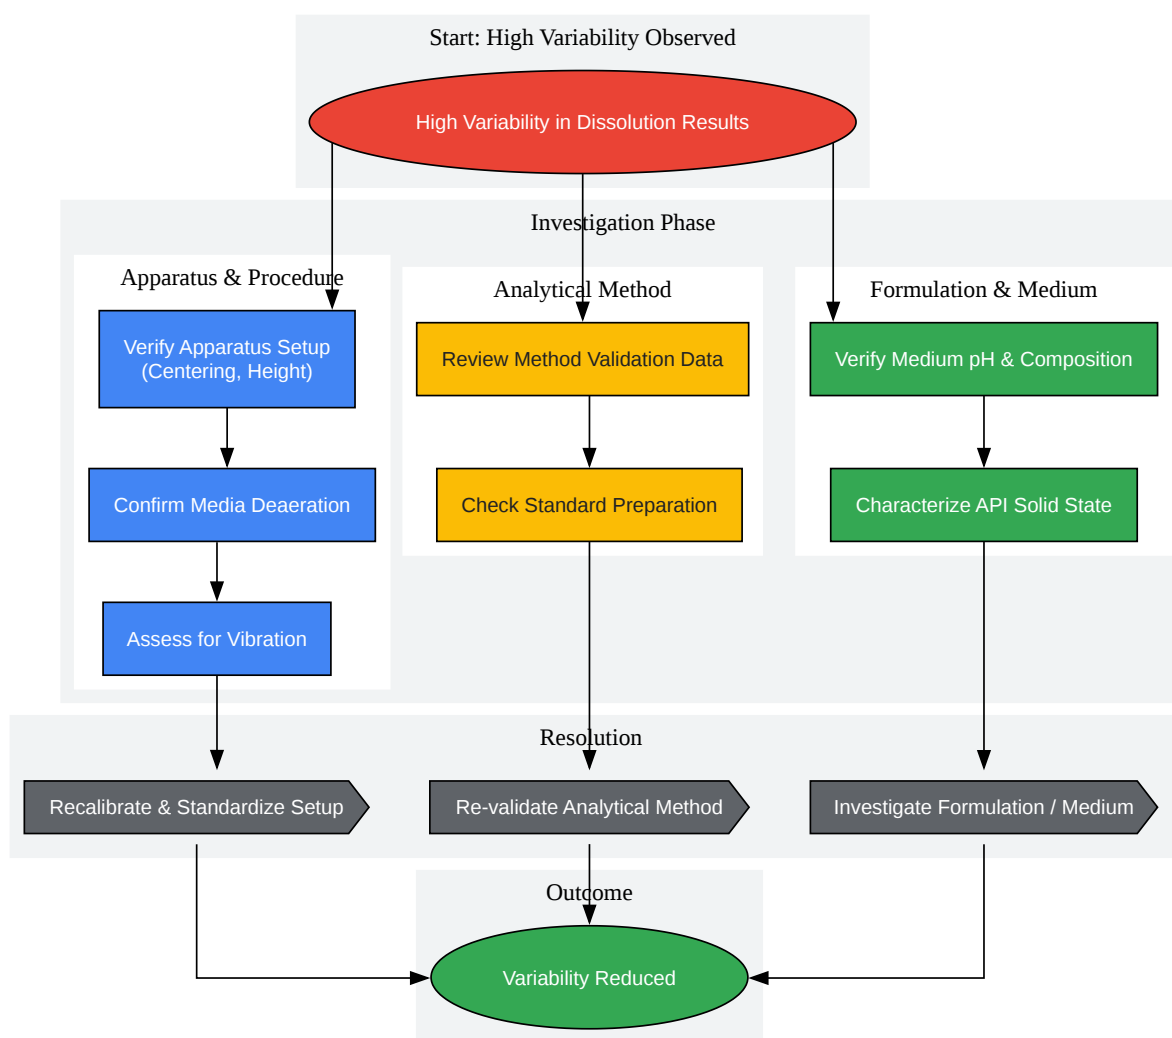 Start: High Variability Observed
High Variability in Dissolution Results
Investigation Phase
Apparatus & Procedure
Verify Apparatus Setup
(Centering, Height)
Confirm Media Deaeration
Assess for Vibration
Analytical Method
Review Method Validation Data
Check Standard Preparation
Formulation & Medium
Verify Medium pH & Composition
Characterize API Solid State
Resolution
Recalibrate & Standardize Setup
Re-validate Analytical Method
Investigate Formulation / Medium
Outcome
Variability Reduced